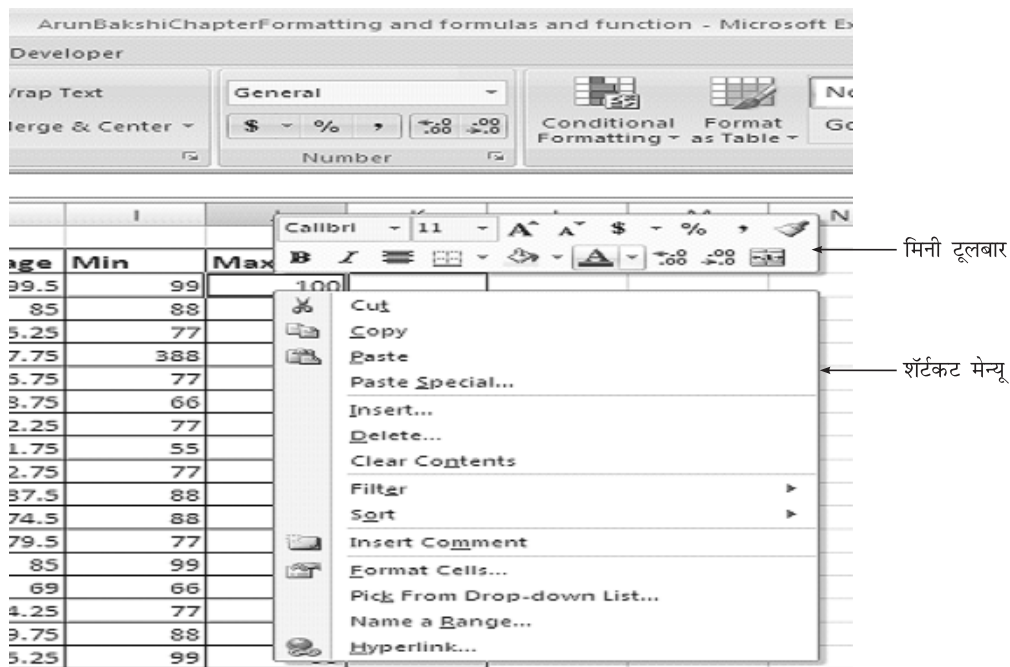 ArunBakshiChapterFormatting and formulas and function - Microsoft Ex
Developer
Wrap Text
General
Merge & Center
$ % ,
Conditional Formatting
Format as Table
Number
I
N
Calibri 11 A A $ % ,
B I A
मिनी टूलबार
age Min Max
99.5 99 100
85 88
5.25 77
7.75 388
5.75 77
3.75 66
2.25 77
1.75 55
2.75 77
37.5 88
74.5 88
79.5 77
85 99
69 66
4.25 77
9.75 88
5.25 99
Cut
Copy
Paste
शॉर्टकट मेन्यू
Paste Special...
Insert...
Delete...
Clear Contents
Filter
Sort
Insert Comment
Format Cells...
Pick From Drop-down List...
Name a Range...
Hyperlink...